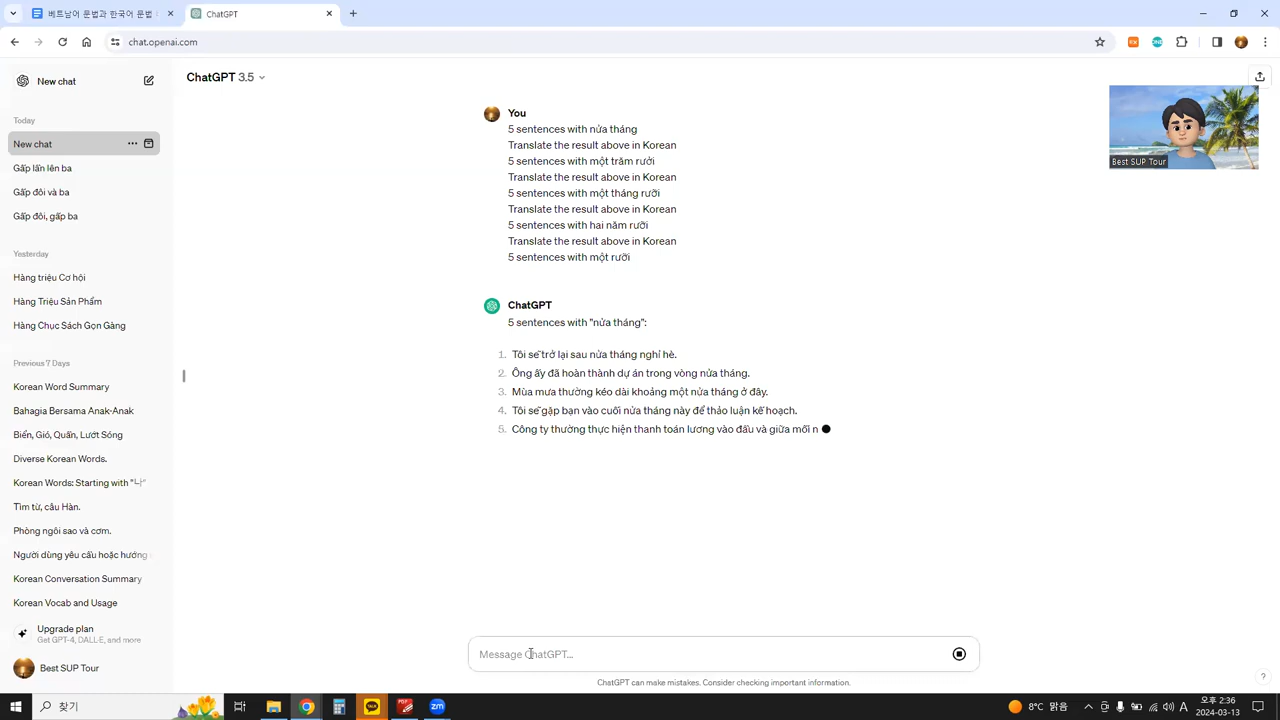 베트남어 문법과 한국어 문법
ChatGPT
chat.openai.com
New chat
ChatGPT 3.5
Today
New chat
Gấp lấn lên ba
Gấp đôi và ba
Gấp đôi, gấp ba
Yesterday
Hàng triệu Cơ hội
Hàng Triệu Sản Phẩm
Hàng Chục Sách Gọn Gàng
Previous 7 Days
Korean Word Summary
Bahagia Bersama Anak-Anak
Biển, Gió, Quấn, Lướt Sóng
Diverse Korean Words.
Korean Words: Starting with "나"
Tìm từ, câu Hàn.
Phòng ngôi sao và cơm.
Người dùng yêu cầu hoặc hướng
Korean Conversation Summary
Korean Vocab and Usage
Upgrade plan
Get GPT-4, DALL·E, and more
Best SUP Tour
You
5 sentences with nửa tháng
Translate the result above in Korean
5 sentences with một trăm rưởi
Translate the result above in Korean
5 sentences with một tháng rưỡi
Translate the result above in Korean
5 sentences with hai năm rưỡi
Translate the result above in Korean
5 sentences with một rưỡi
ChatGPT
5 sentences with "nửa tháng":
1. Tôi sẽ trở lại sau nửa tháng nghỉ hè.
2. Ông ấy đã hoàn thành dự án trong vòng nửa tháng.
3. Mùa mưa thường kéo dài khoảng một nửa tháng ở đây.
4. Tôi sẽ gặp bạn vào cuối nửa tháng này để thảo luận kế hoạch.
5. Công ty thường thực hiện thanh toán lương vào đầu và giữa mỗi n
Message ChatGPT...
ChatGPT can make mistakes. Consider checking important information.
?
Best SUP Tour
찾기
zm
8°C 맑음
A
오후 2:36
2024-03-13